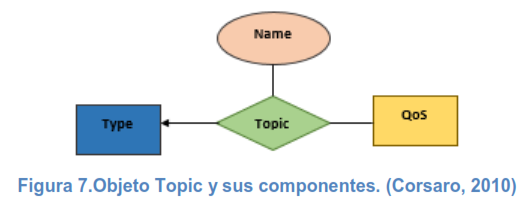 Name
Type
Topic
QoS
Figura 7.Objeto Topic y sus componentes. (Corsaro, 2010)